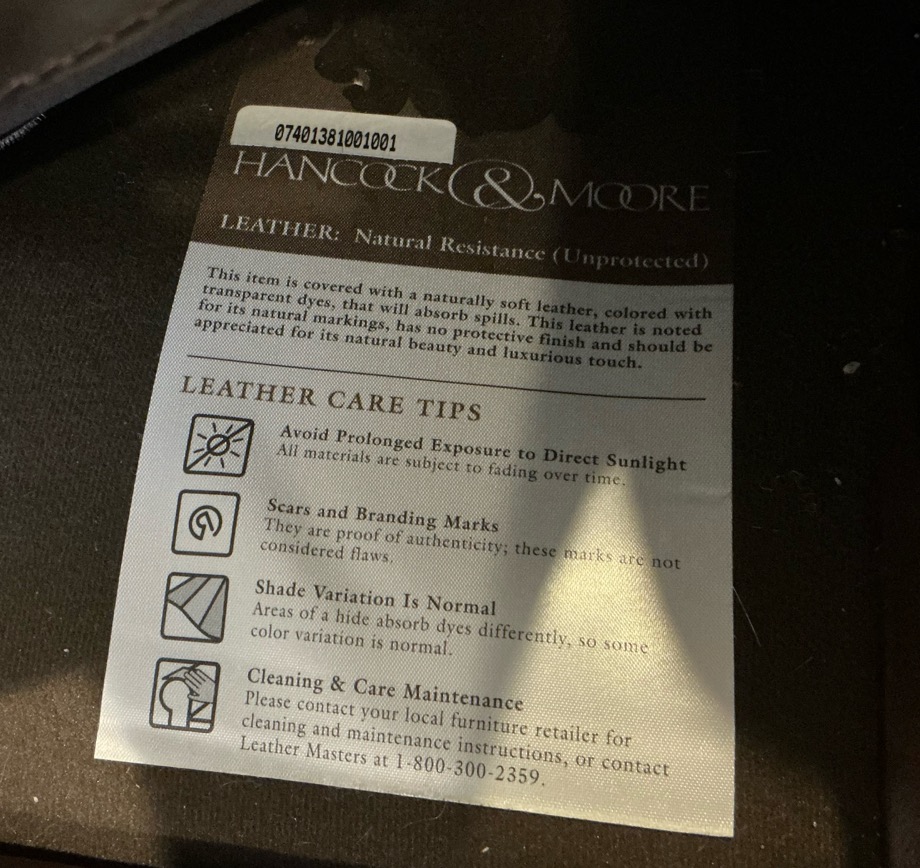 07401381001001
HANCOCK & MOORE
LEATHER: Natural Resistance (Unprotected)
This item is covered with a naturally soft leather, colored with
transparent dyes, that will absorb spills. This leather is noted
for its natural markings, has no protective finish and should be
appreciated for its natural beauty and luxurious touch.
LEATHER CARE TIPS
Avoid Prolonged Exposure to Direct Sunlight
All materials are subject to fading over time.
Scars and Branding Marks
They are proof of authenticity; these marks are not
considered flaws.
Shade Variation Is Normal
Areas of a hide absorb dyes differently, so some
color variation is normal.
Cleaning & Care Maintenance
Please contact your local furniture retailer for
cleaning and maintenance instructions, or contact
Leather Masters at 1-800-300-2359.